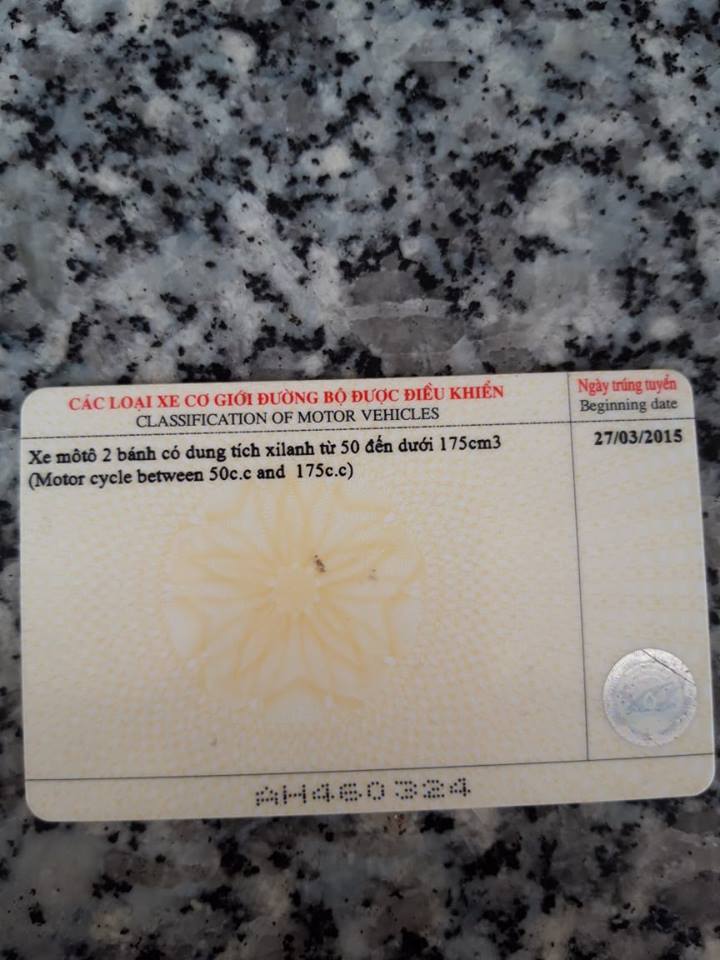 CÁC LOẠI XE CƠ GIỚI ĐƯỜNG BỘ ĐƯỢC ĐIỀU KHIỂN
CLASSIFICATION OF MOTOR VEHICLES
Ngày trúng tuyển
Beginning date
Xe môtô 2 bánh có dung tích xilanh từ 50 đến dưới 175cm3
(Motor cycle between 50c.c and 175c.c)
27/03/2015
AH460324